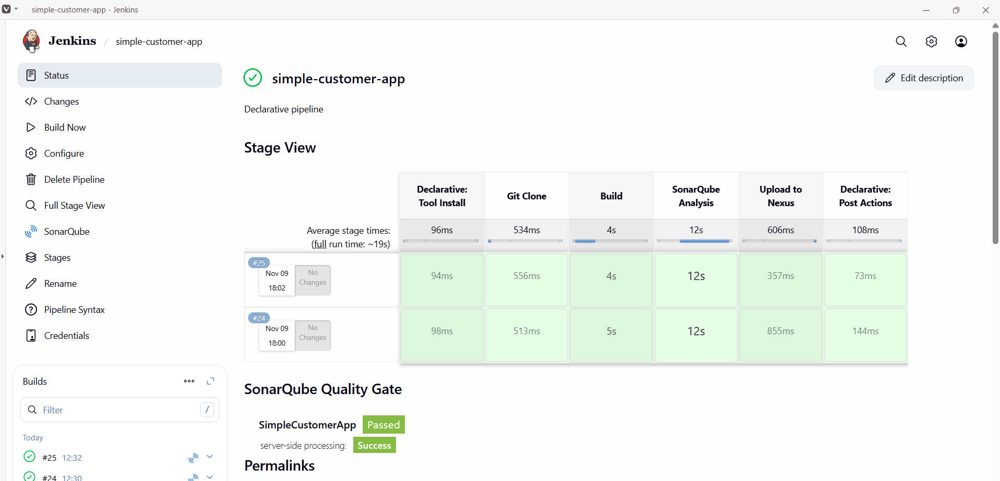 simple-customer-app - Jenkins
Jenkins / simple-customer-app
Status
Changes
Build Now
Configure
Delete Pipeline
Full Stage View
SonarQube
Stages
Rename
Pipeline Syntax
Credentials
Builds
Filter /
Today
#25 12:32
#24 12:30
simple-customer-app
Edit description
Declarative pipeline
Stage View
Declarative:
Tool Install
Git Clone
Build
SonarQube
Analysis
Upload to
Nexus
Declarative:
Post Actions
Average stage times:
(full run time: ~19s)
96ms 534ms 4s 12s 606ms 108ms
#25
Nov 09
18:02
No
Changes
94ms 556ms 4s 12s 357ms 73ms
#24
Nov 09
18:00
No
Changes
98ms 513ms 5s 12s 855ms 144ms
SonarQube Quality Gate
SimpleCustomerApp Passed
server-side processing: Success
Permalinks